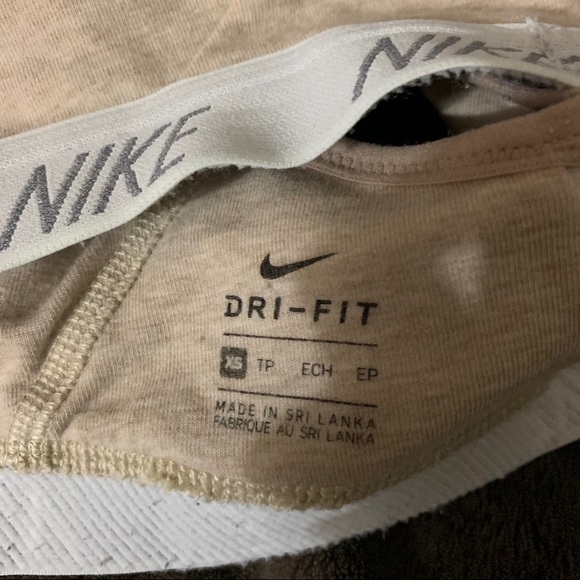 NIKE
NIKE
DRI-FIT
XS TP ECH EP
MADE IN SRI LANKA
FABRIQUE AU SRI LANKA